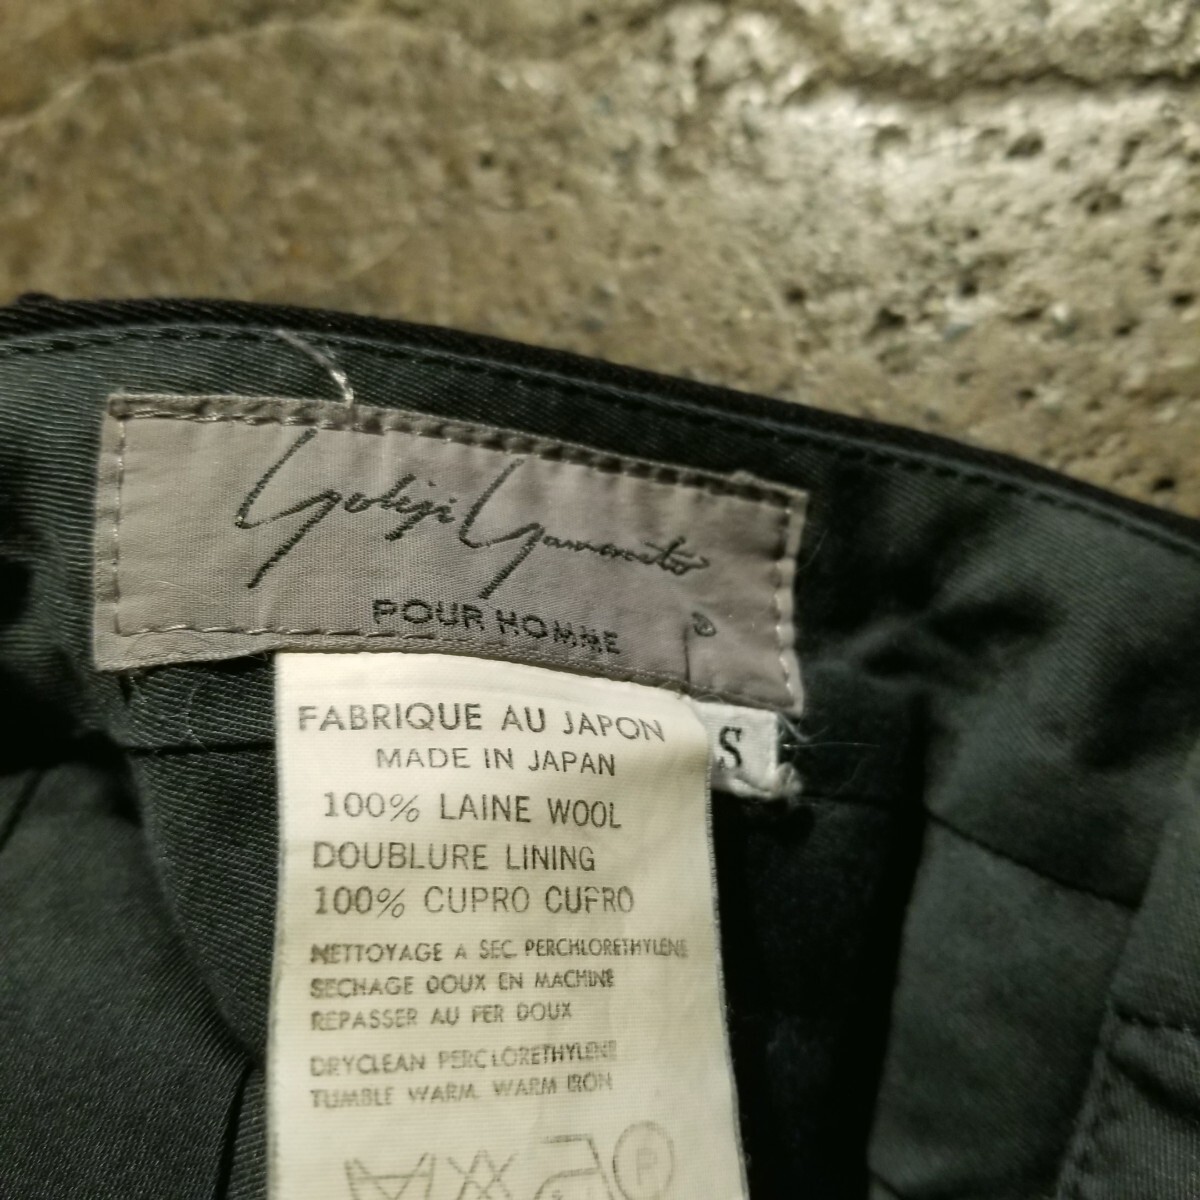 Yohji Yamamoto
POUR HOMME
®
S
FABRIQUE AU JAPON
MADE IN JAPAN
100% LAINE WOOL
DOUBLURE LINING
100% CUPRO CUPRO
NETTOYAGE A SEC PERCHLORETHYLENE
SECHAGE DOUX EN MACHINE
REPASSER AU FER DOUX
DRYCLEAN PERCLORETHYLENE
TUMBLE WARM. WARM IRON
P